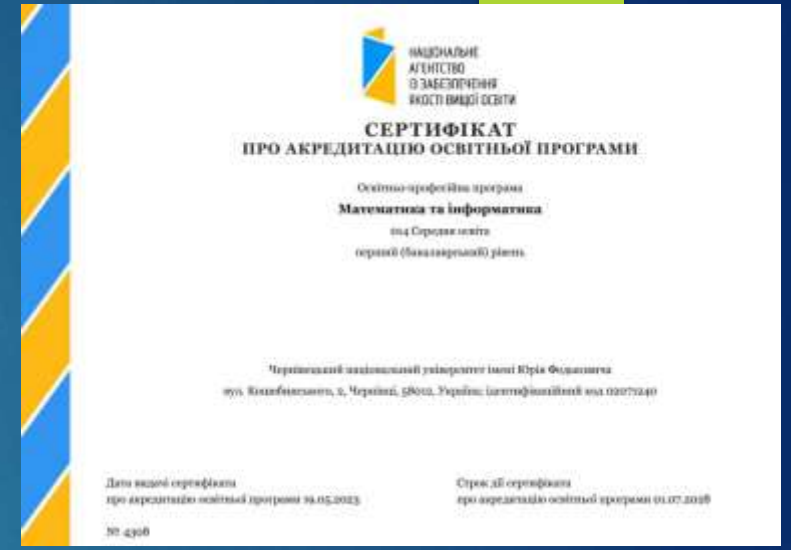 НАЦІОНАЛЬНЕ
АГЕНТСТВО
ІЗ ЗАБЕЗПЕЧЕННЯ
ЯКОСТІ ВИЩОЇ ОСВІТИ
СЕРТИФІКАТ
ПРО АКРЕДИТАЦІЮ ОСВІТНЬОЇ ПРОГРАМИ
Освітньо-професійна програма
Математика та інформатика
014 Середня освіта
перший (бакалаврський) рівень
Чернівецький національний університет імені Юрія Федьковича
вул. Коцюбинського, 2, Чернівці, 58012, Україна; ідентифікаційний код 02071240
Дата видачі сертифіката
про акредитацію освітньої програми 19.05.2023
Строк дії сертифіката
про акредитацію освітньої програми 01.07.2028
№ 4308